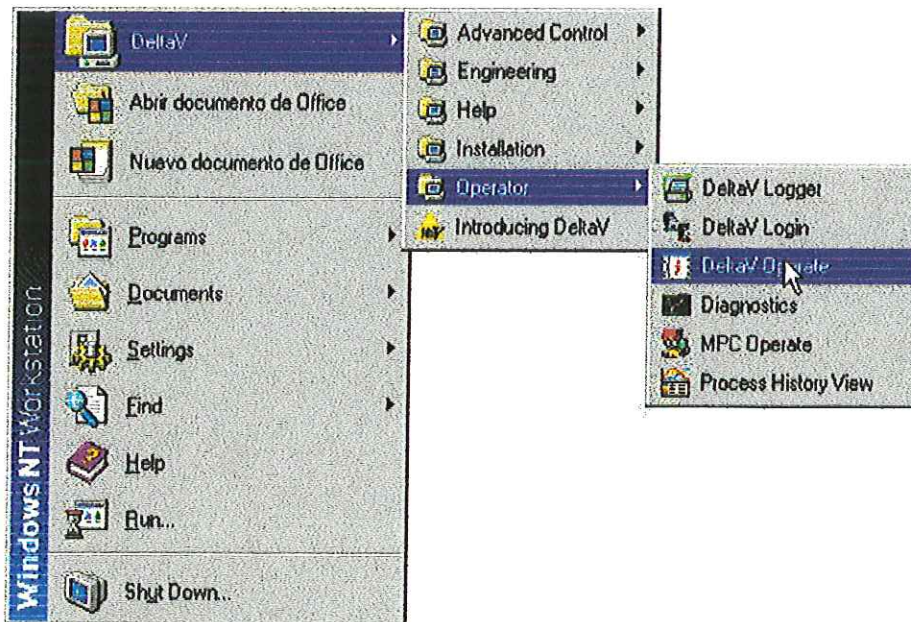 DeltaV
Abrir documento de Office
Nuevo documento de Office
Programs
Documents
Settings
Find
Help
Run...
Shut Down...
Windows NT Workstation
Advanced Control
Engineering
Help
Installation
Operator
Introducing DeltaV
DeltaV Logger
DeltaV Login
DeltaV Operate
Diagnostics
MPC Operate
Process History View